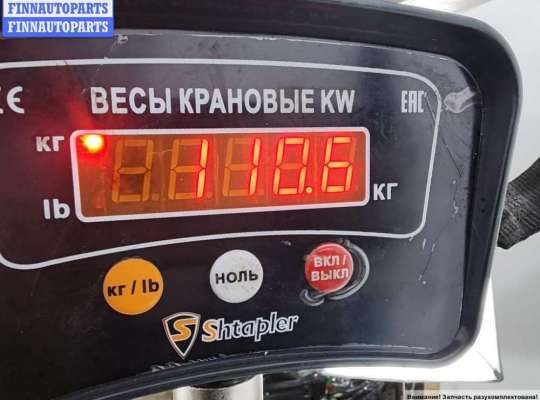 FINNAUTOPARTS
FINNAUTOPARTS
CE ВЕСЫ КРАНОВЫЕ KW EAC
кг
110.6
lb
кг
кг / lb
НОЛЬ
ВКЛ /
ВЫКЛ
S Shtapler
Внимание! Запчасть разукомплектована!